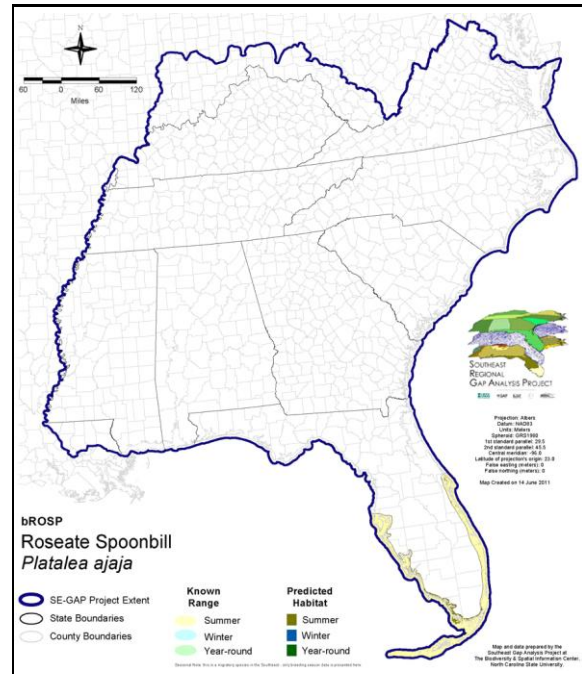 N
60 30 0 60 120
Miles
SOUTHEAST
REGIONAL
GAP ANALYSIS PROJECT
Projection: Albers
Datum: NAD83
Units: Meters
Spheroid: GRS1980
1st standard parallel: 29.5
2nd standard parallel: 45.5
Central meridian: -96.0
Latitude of projection's origin: 23.0
False easting (meters): 0
False northing (meters): 0
Map Created on 14 June 2011
bROSP
Roseate Spoonbill
Platalea ajaja
SE-GAP Project Extent
State Boundaries
County Boundaries
Known
Range
Summer
Winter
Year-round
Predicted
Habitat
Summer
Winter
Year-round
Map and data prepared by the
Southeast Gap Analysis Project at
The Biodiversity & Spatial Information Center,
North Carolina State University.